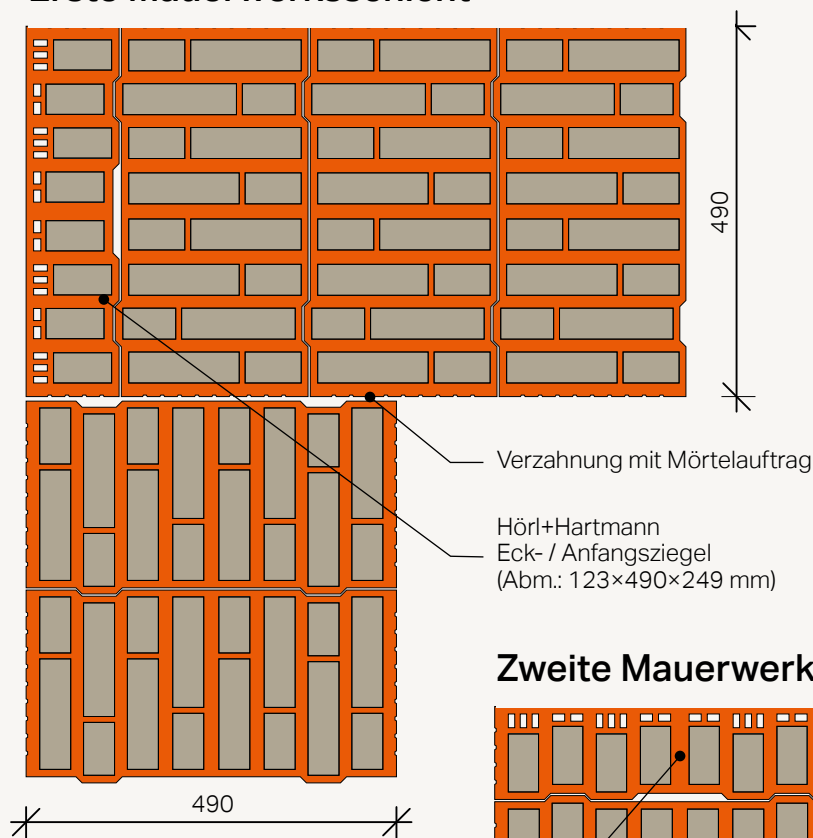 490
Verzahnung mit Mörtelauftrag
Hörl+Hartmann
Eck- / Anfangsziegel
(Abm.: 123×490×249 mm)
Zweite Mauerwerk
490